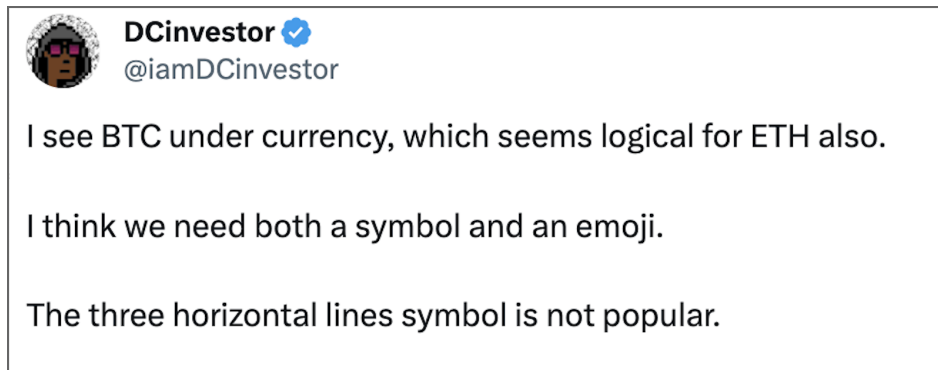 DCinvestor
@iamDCinvestor
I see BTC under currency, which seems logical for ETH also.
I think we need both a symbol and an emoji.
The three horizontal lines symbol is not popular.